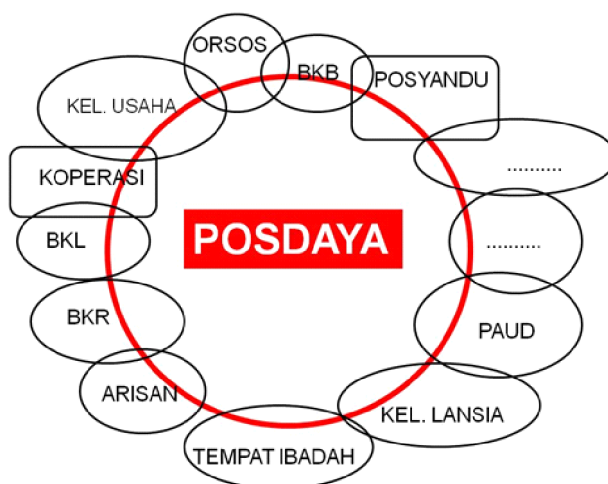 ORSOS
BKB
POSYANDU
KEL. USAHA
..........
KOPERASI
POSDAYA
BKL
..........
BKR
PAUD
ARISAN
KEL. LANSIA
TEMPAT IBADAH